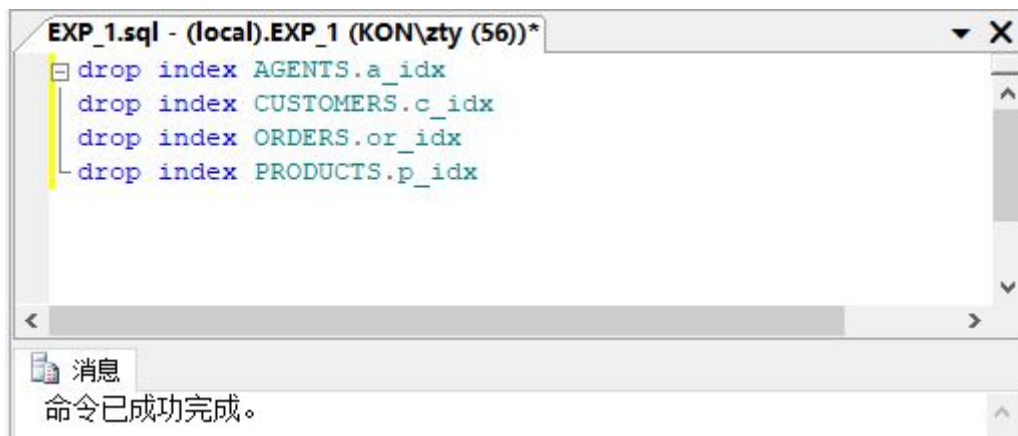 EXP_1.sql - (local).EXP_1 (KON\zty (56))*
drop index AGENTS.a_idx
drop index CUSTOMERS.c_idx
drop index ORDERS.or_idx
drop index PRODUCTS.p_idx
消息
命令已成功完成。